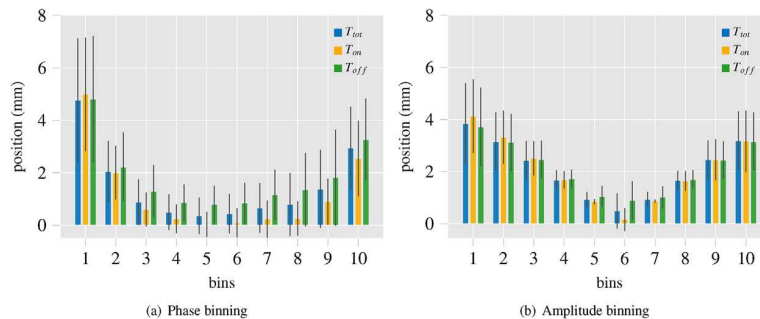 8
6
4
2
0
position (mm)
T_tot
T_on
T_off
1 2 3 4 5 6 7 8 9 10
bins
(a) Phase binning
8
6
4
2
0
position (mm)
T_tot
T_on
T_off
1 2 3 4 5 6 7 8 9 10
bins
(b) Amplitude binning